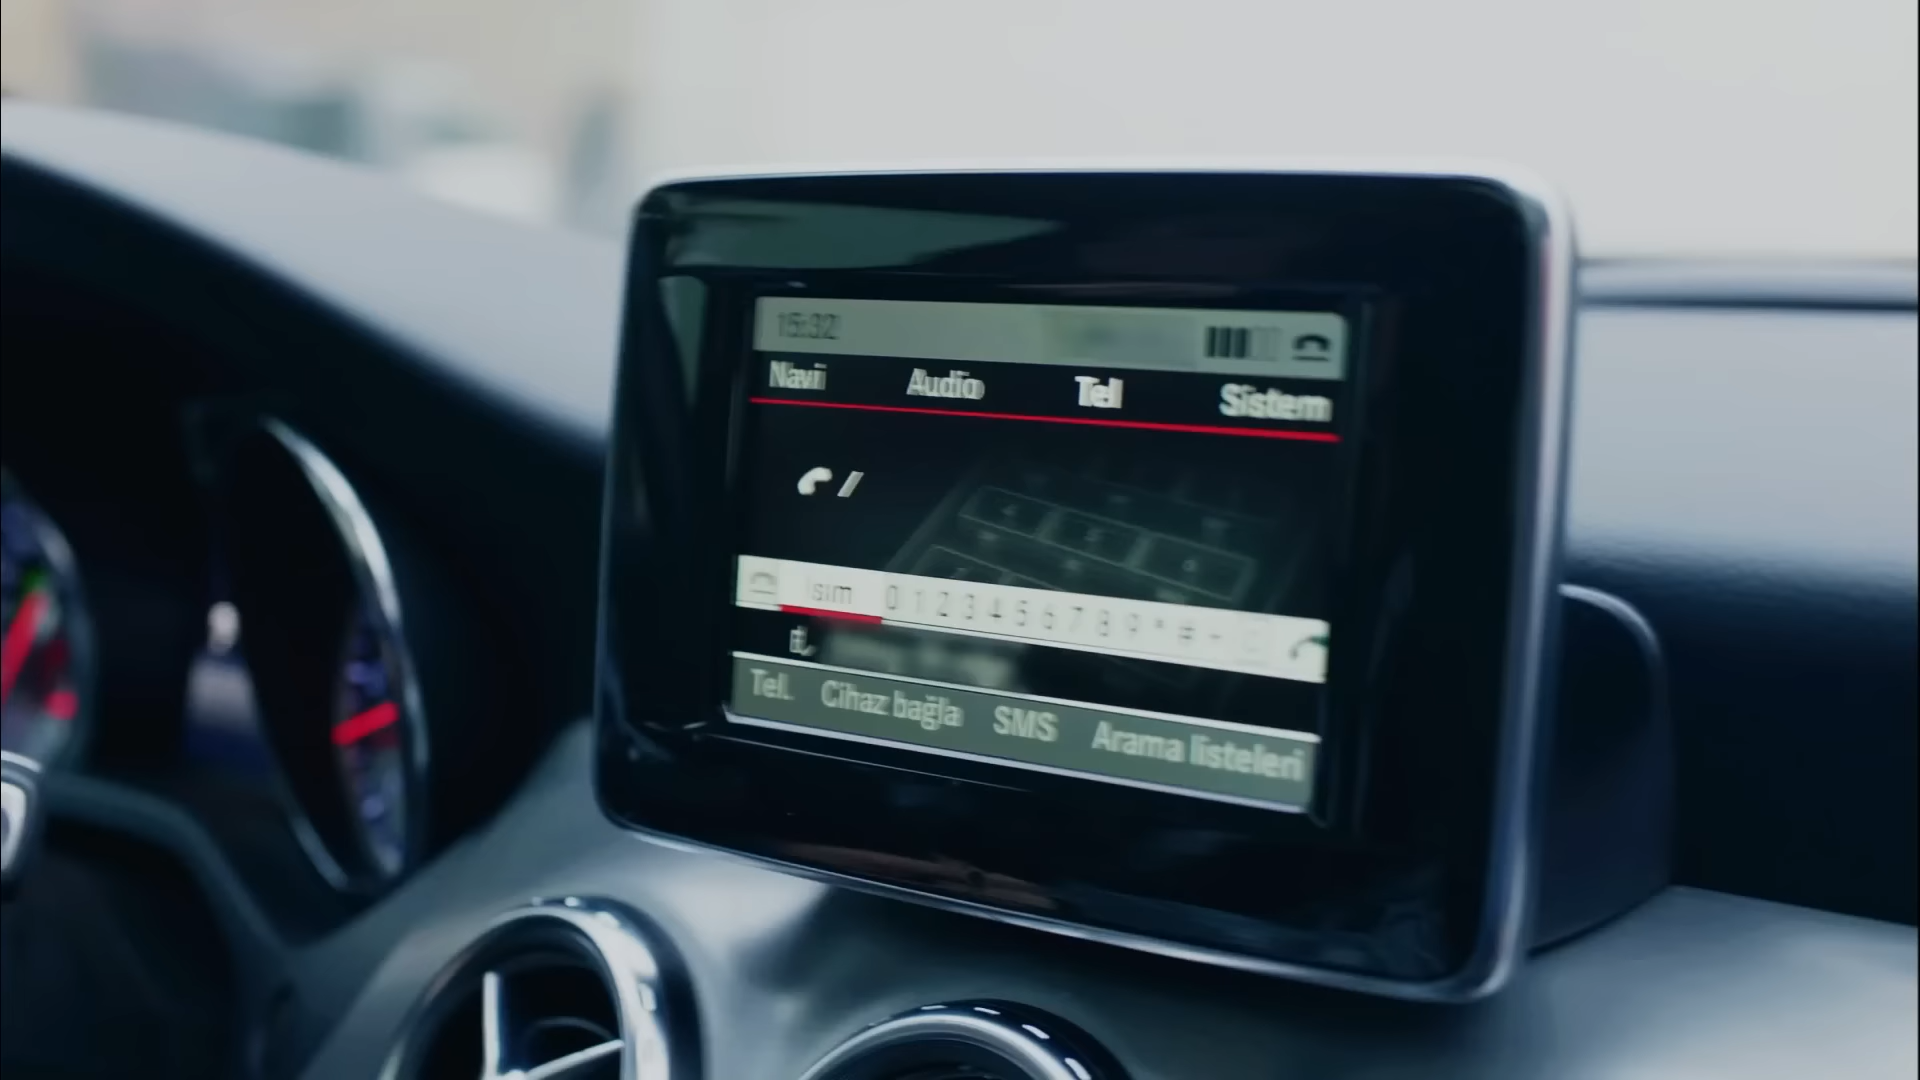 15:32
Navi Audio Tel Sistem
İsim 0 1 2 3 4 5 6 7 8 9 * # -
Tel. Cihaz bağla SMS Arama listeleri